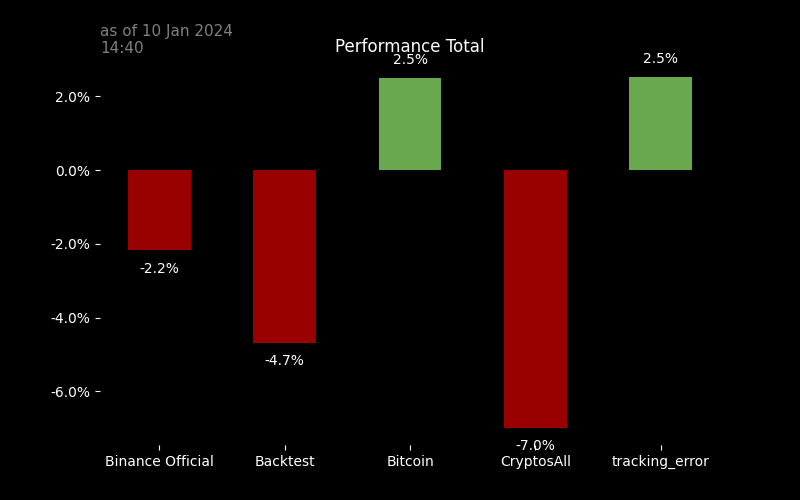 as of 10 Jan 2024
14:40
Performance Total
2.5%
2.5%
2.0%
0.0%
-2.0%
-2.2%
-4.0%
-4.7%
-6.0%
-7.0%
Binance Official
Backtest
Bitcoin
CryptosAll
tracking_error